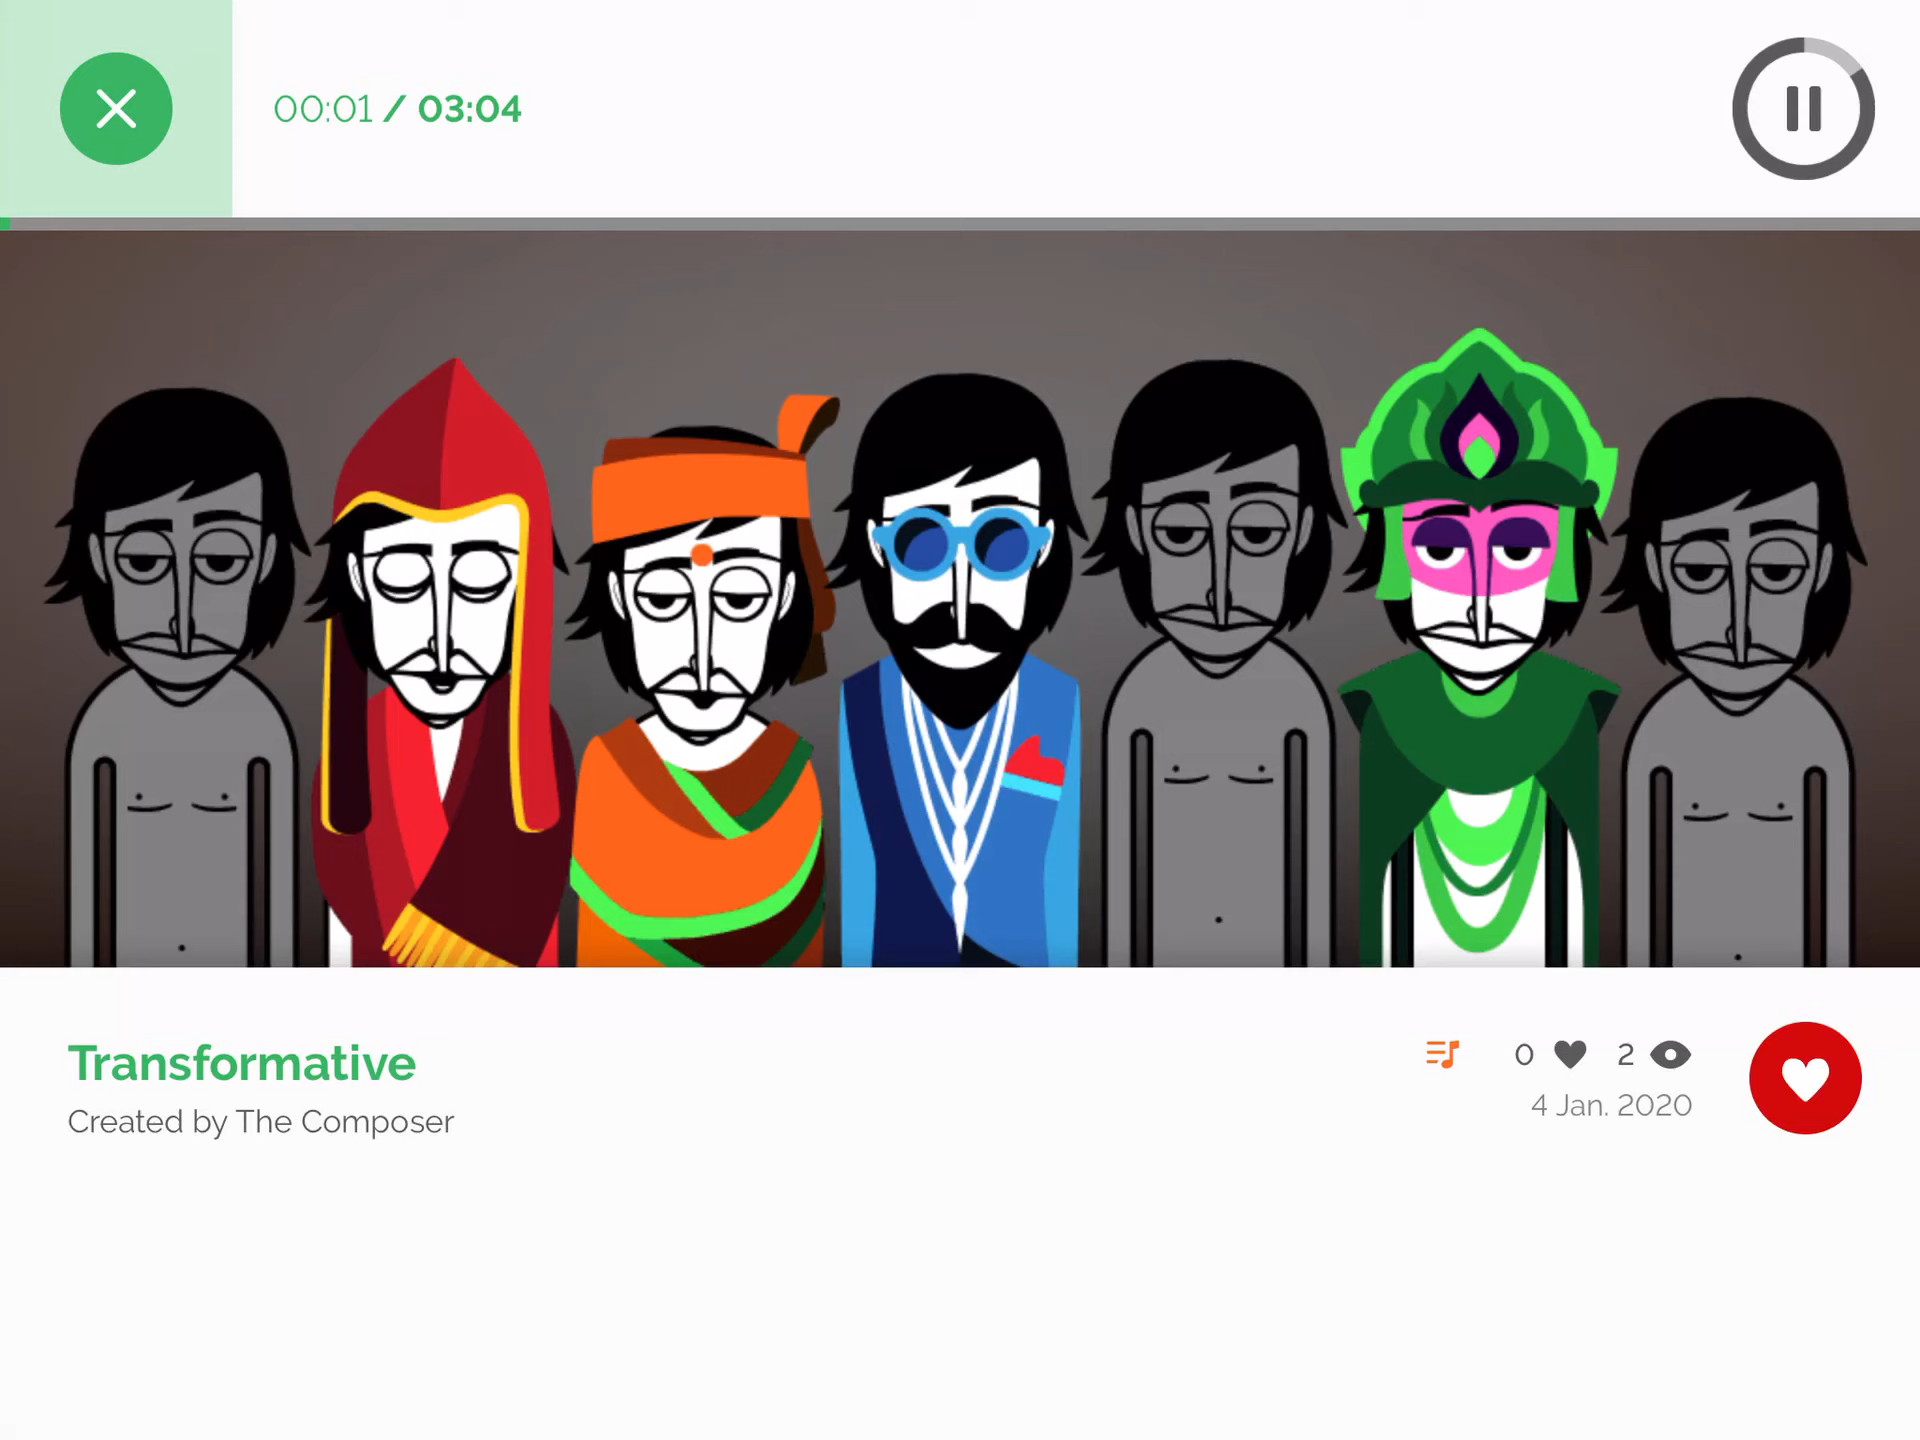 00:01 / 03:04
Transformative
Created by The Composer
0 2
4 Jan. 2020